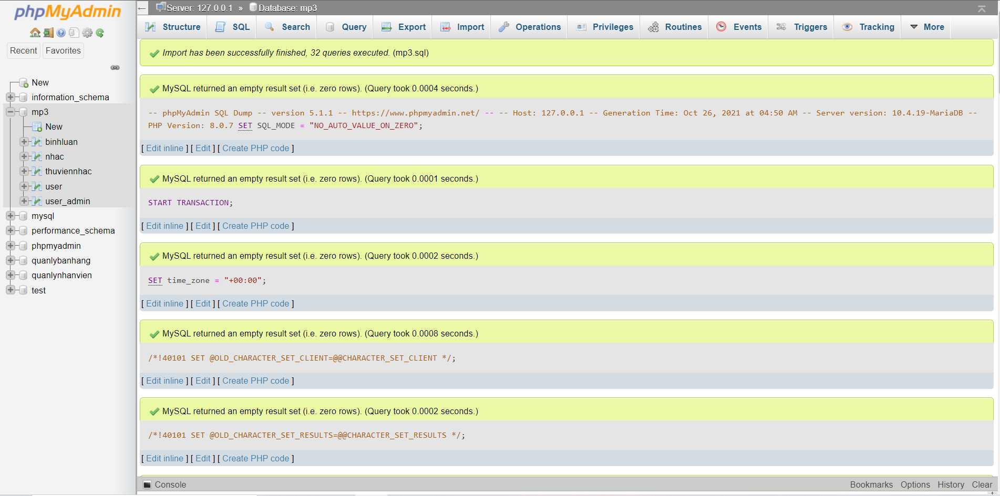 phpMyAdmin
Recent Favorites
New
information_schema
mp3
New
binhluan
nhac
thuviennhac
user
user_admin
mysql
performance_schema
phpmyadmin
quanlybanhang
quanlynhanvien
test
← Server: 127.0.0.1 » Database: mp3
Structure SQL Search Query Export Import Operations Privileges Routines Events Triggers Tracking More
Import has been successfully finished, 32 queries executed. (mp3.sql)
MySQL returned an empty result set (i.e. zero rows). (Query took 0.0004 seconds.)
-- phpMyAdmin SQL Dump -- version 5.1.1 -- https://www.phpmyadmin.net/ -- -- Host: 127.0.0.1 -- Generation Time: Oct 26, 2021 at 04:50 AM -- Server version: 10.4.19-MariaDB --
PHP Version: 8.0.7 SET SQL_MODE = "NO_AUTO_VALUE_ON_ZERO";
[ Edit inline ] [ Edit ] [ Create PHP code ]
MySQL returned an empty result set (i.e. zero rows). (Query took 0.0001 seconds.)
START TRANSACTION;
[ Edit inline ] [ Edit ] [ Create PHP code ]
MySQL returned an empty result set (i.e. zero rows). (Query took 0.0002 seconds.)
SET time_zone = "+00:00";
[ Edit inline ] [ Edit ] [ Create PHP code ]
MySQL returned an empty result set (i.e. zero rows). (Query took 0.0008 seconds.)
/*!40101 SET @OLD_CHARACTER_SET_CLIENT=@@CHARACTER_SET_CLIENT */;
[ Edit inline ] [ Edit ] [ Create PHP code ]
MySQL returned an empty result set (i.e. zero rows). (Query took 0.0002 seconds.)
/*!40101 SET @OLD_CHARACTER_SET_RESULTS=@@CHARACTER_SET_RESULTS */;
[ Edit inline ] [ Edit ] [ Create PHP code ]
Console Bookmarks Options History Clear